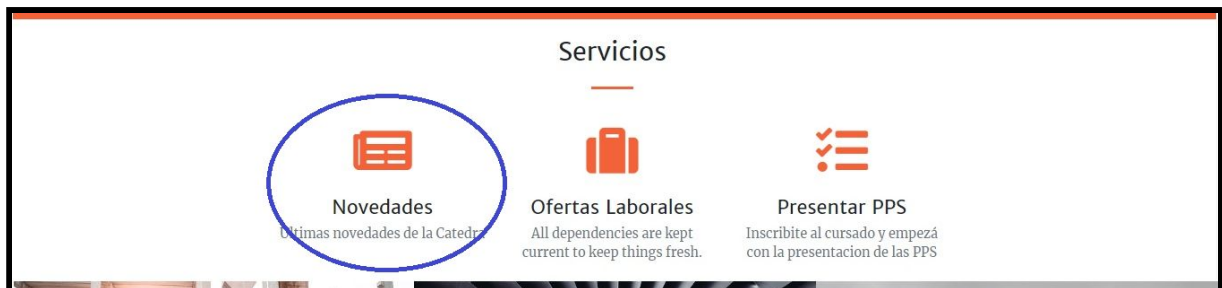 Servicios
Novedades
Ultimas novedades de la Catedra
Ofertas Laborales
All dependencies are kept
current to keep things fresh.
Presentar PPS
Inscribite al cursado y empezá
con la presentacion de las PPS